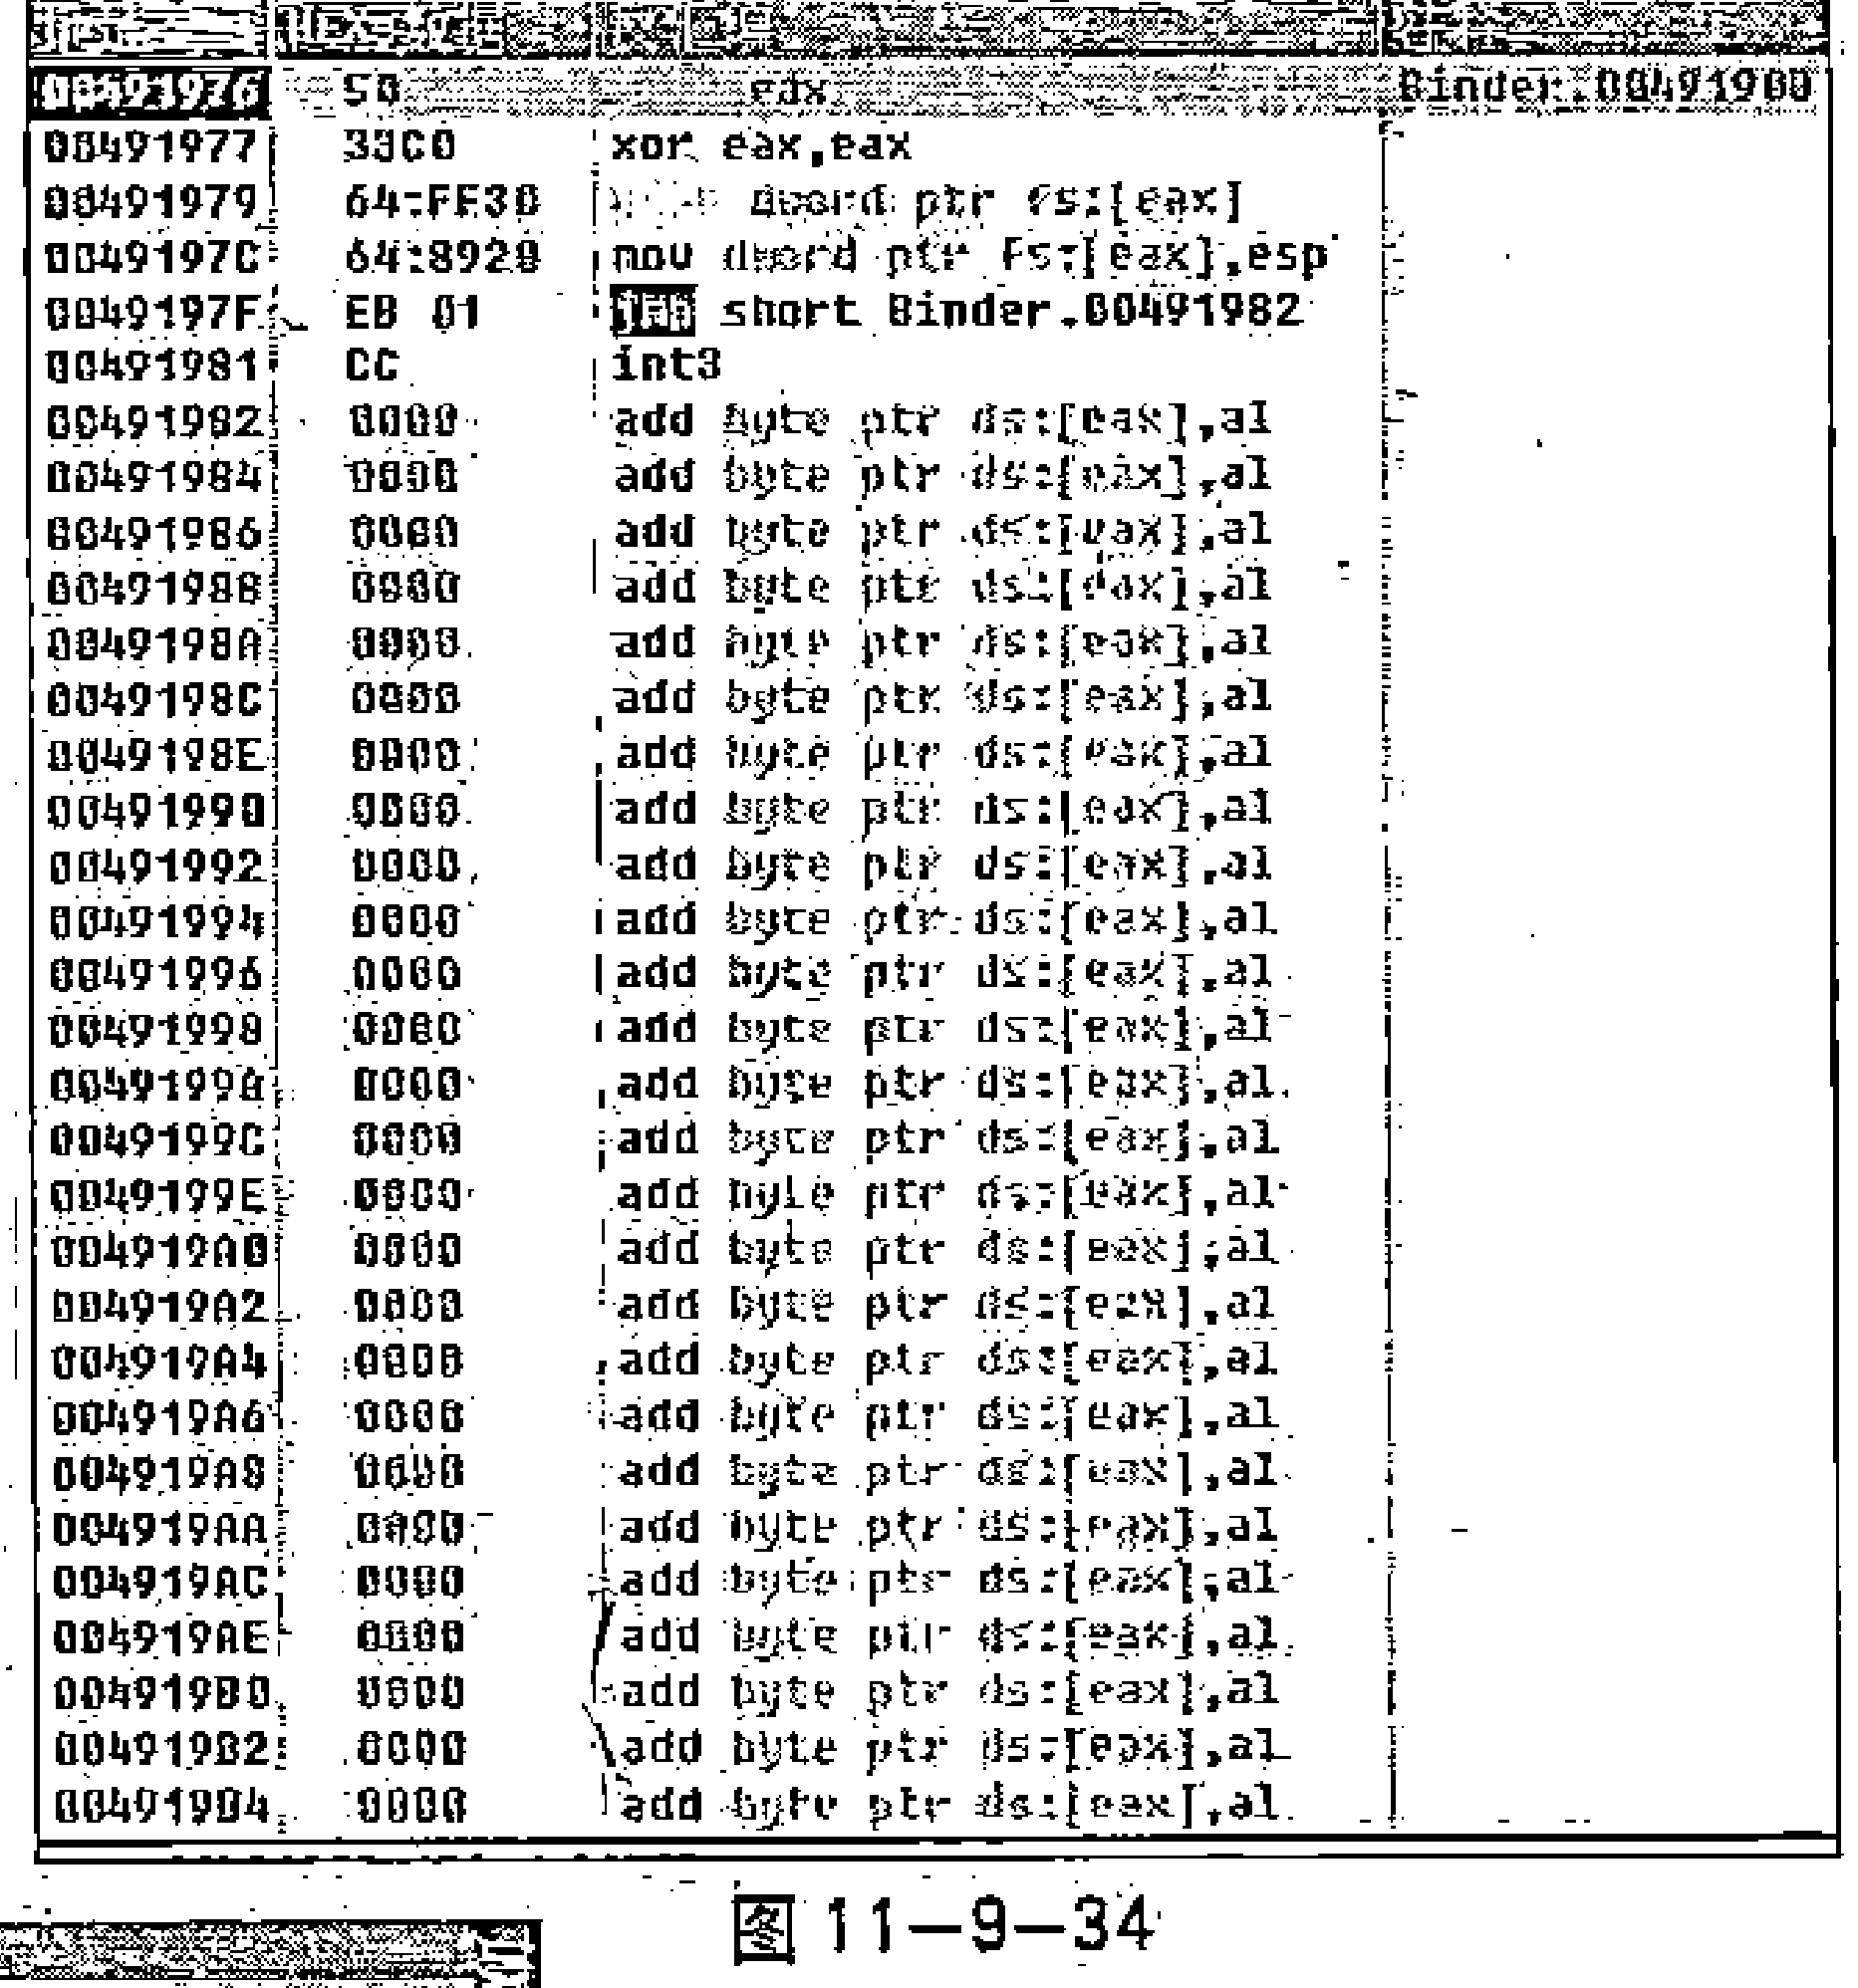 00491976 50 eax Binder.00491900
00491977 33C0 xor eax,eax
00491979 64:FF30 dword ptr fs:[eax]
0049197C 64:8920 mov dword ptr fs:[eax],esp
0049197F EB 01 jmp short Binder.00491982
00491981 CC int3
00491982 0000 add byte ptr ds:[eax],al
00491984 0000 add byte ptr ds:[eax],al
00491986 0000 add byte ptr ds:[eax],al
00491988 0000 add byte ptr ds:[eax],al
0049198A 0000 add byte ptr ds:[eax],al
0049198C 0000 add byte ptr ds:[eax],al
0049198E 0000 add byte ptr ds:[eax],al
00491990 0000 add byte ptr ds:[eax],al
00491992 0000 add byte ptr ds:[eax],al
00491994 0000 add byte ptr ds:[eax],al
00491996 0000 add byte ptr ds:[eax],al
00491998 0000 add byte ptr ds:[eax],al
0049199A 0000 add byte ptr ds:[eax],al
0049199C 0000 add byte ptr ds:[eax],al
0049199E 0000 add byte ptr ds:[eax],al
004919A0 0000 add byte ptr ds:[eax],al
004919A2 0000 add byte ptr ds:[eax],al
004919A4 0000 add byte ptr ds:[eax],al
004919A6 0000 add byte ptr ds:[eax],al
004919A8 0000 add byte ptr ds:[eax],al
004919AA 0000 add byte ptr ds:[eax],al
004919AC 0000 add byte ptr ds:[eax],al
004919AE 0000 add byte ptr ds:[eax],al
004919B0 0000 add byte ptr ds:[eax],al
004919B2 0000 add byte ptr ds:[eax],al
004919B4 0000 add byte ptr ds:[eax],al
图 11-9-34